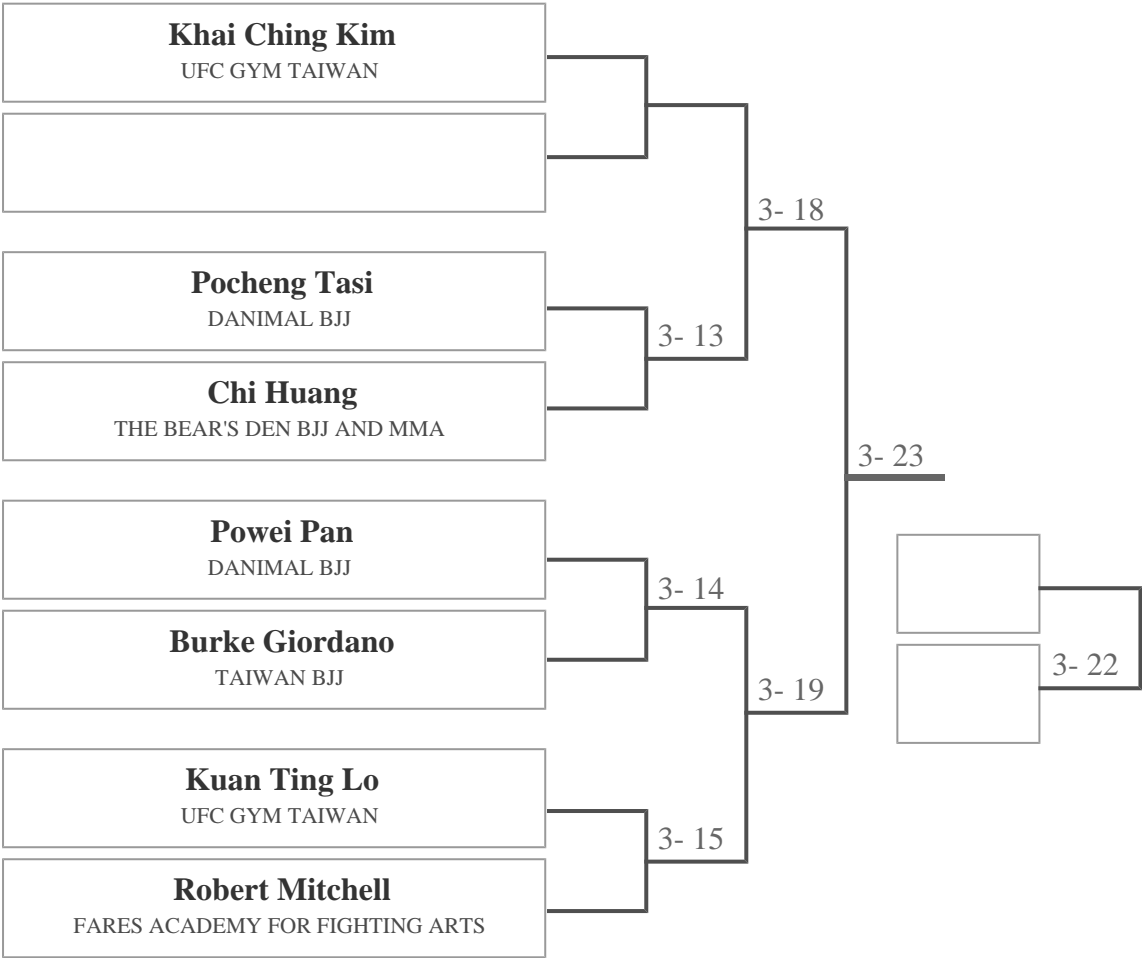 Khai Ching Kim
UFC GYM TAIWAN
3- 18
Pocheng Tasi
DANIMAL BJJ
3- 13
Chi Huang
THE BEAR'S DEN BJJ AND MMA
3- 23
Powei Pan
DANIMAL BJJ
3- 14
Burke Giordano
TAIWAN BJJ
3- 19
3- 22
Kuan Ting Lo
UFC GYM TAIWAN
3- 15
Robert Mitchell
FARES ACADEMY FOR FIGHTING ARTS